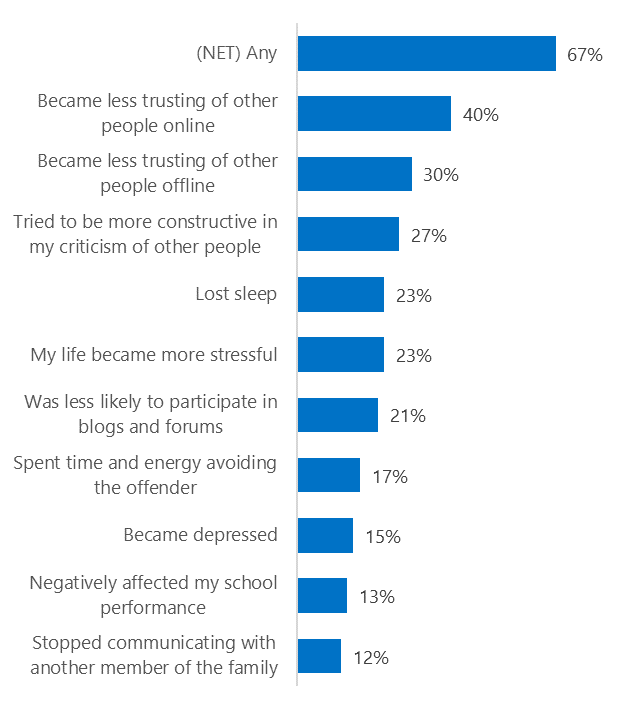 (NET) Any
67%
Became less trusting of other
people online
40%
Became less trusting of other
people offline
30%
Tried to be more constructive in
my criticism of other people
27%
Lost sleep
23%
My life became more stressful
23%
Was less likely to participate in
blogs and forums
21%
Spent time and energy avoiding
the offender
17%
Became depressed
15%
Negatively affected my school
performance
13%
Stopped communicating with
another member of the family
12%